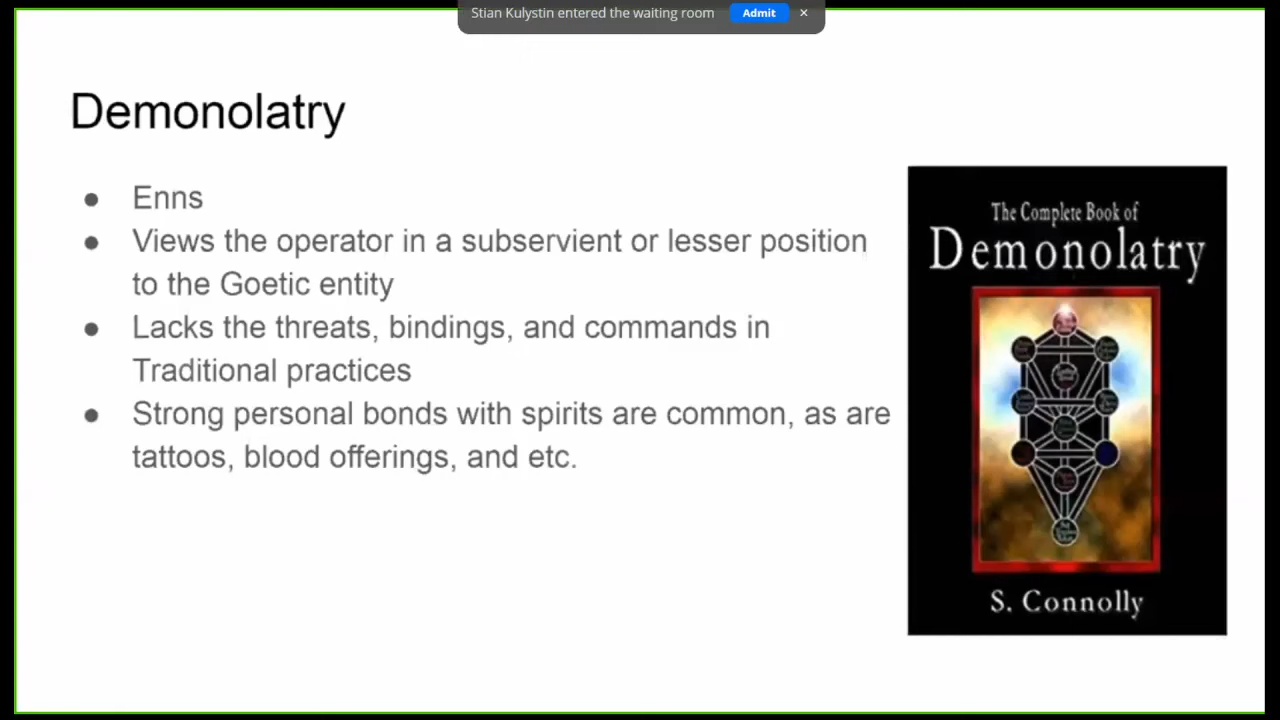 Stian Kulystin entered the waiting room Admit ×
Demonolatry
● Enns
● Views the operator in a subservient or lesser position
to the Goetic entity
● Lacks the threats, bindings, and commands in
Traditional practices
● Strong personal bonds with spirits are common, as are
tattoos, blood offerings, and etc.
The Complete Book of
Demonolatry
S. Connolly